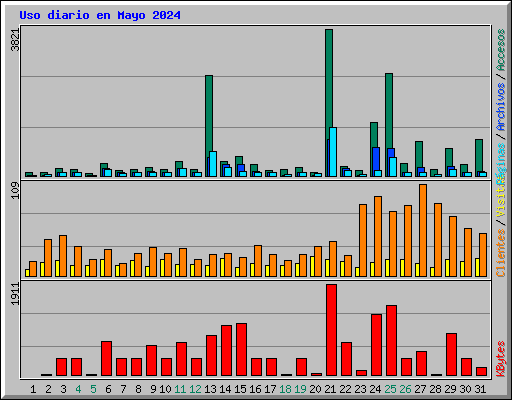 Uso diario en Mayo 2024
3821
109
1911
Accesos
Archivos
Clientes
KBytes
1 2 3 4 5 6 7 8 9 10 11 12 13 14 15 16 17 18 19 20 21 22 23 24 25 26 27 28 29 30 31